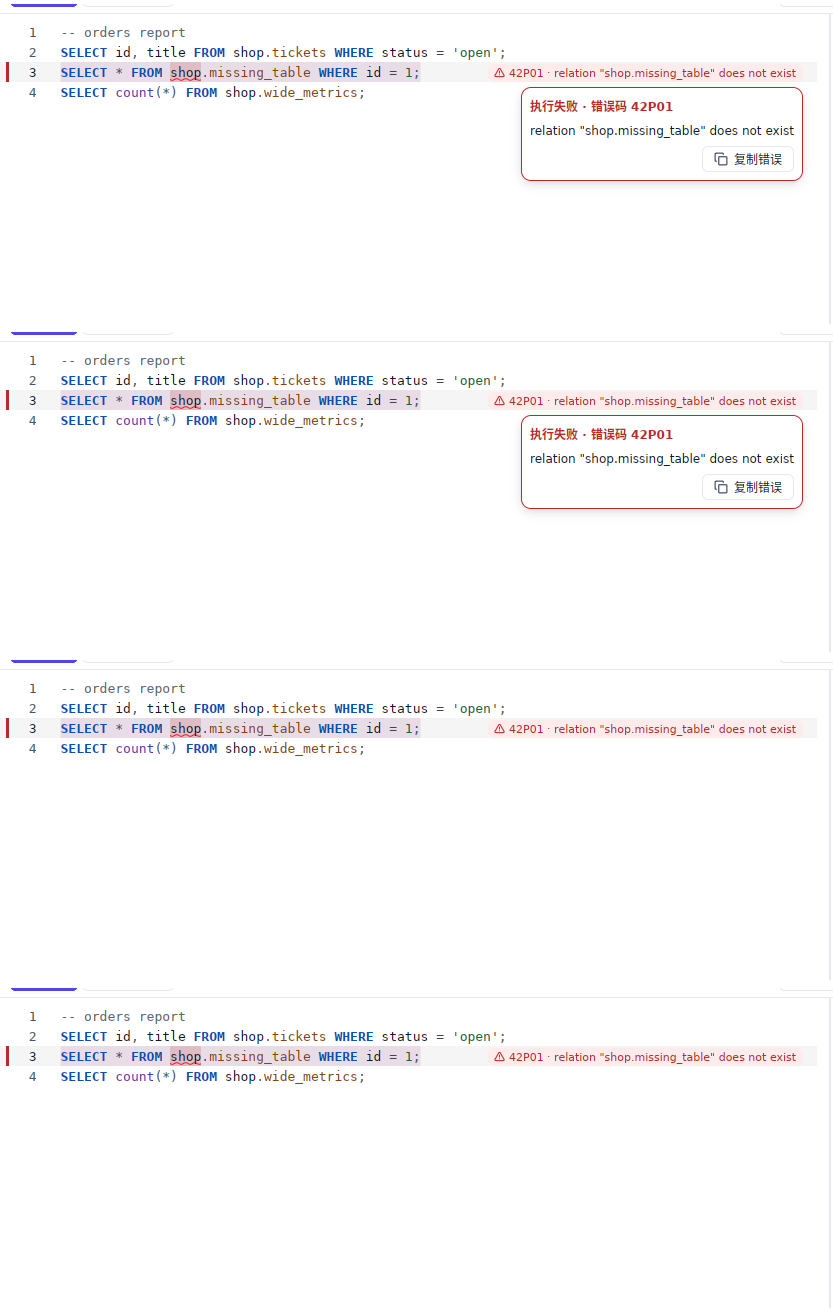 1 -- orders report
2 SELECT id, title FROM shop.tickets WHERE status = 'open';
3 SELECT * FROM shop.missing_table WHERE id = 1; 42P01 · relation "shop.missing_table" does not exist
4 SELECT count(*) FROM shop.wide_metrics;
执行失败 · 错误码 42P01
relation "shop.missing_table" does not exist
复制错误
1 -- orders report
2 SELECT id, title FROM shop.tickets WHERE status = 'open';
3 SELECT * FROM shop.missing_table WHERE id = 1; 42P01 · relation "shop.missing_table" does not exist
4 SELECT count(*) FROM shop.wide_metrics;
执行失败 · 错误码 42P01
relation "shop.missing_table" does not exist
复制错误
1 -- orders report
2 SELECT id, title FROM shop.tickets WHERE status = 'open';
3 SELECT * FROM shop.missing_table WHERE id = 1; 42P01 · relation "shop.missing_table" does not exist
4 SELECT count(*) FROM shop.wide_metrics;
1 -- orders report
2 SELECT id, title FROM shop.tickets WHERE status = 'open';
3 SELECT * FROM shop.missing_table WHERE id = 1; 42P01 · relation "shop.missing_table" does not exist
4 SELECT count(*) FROM shop.wide_metrics;